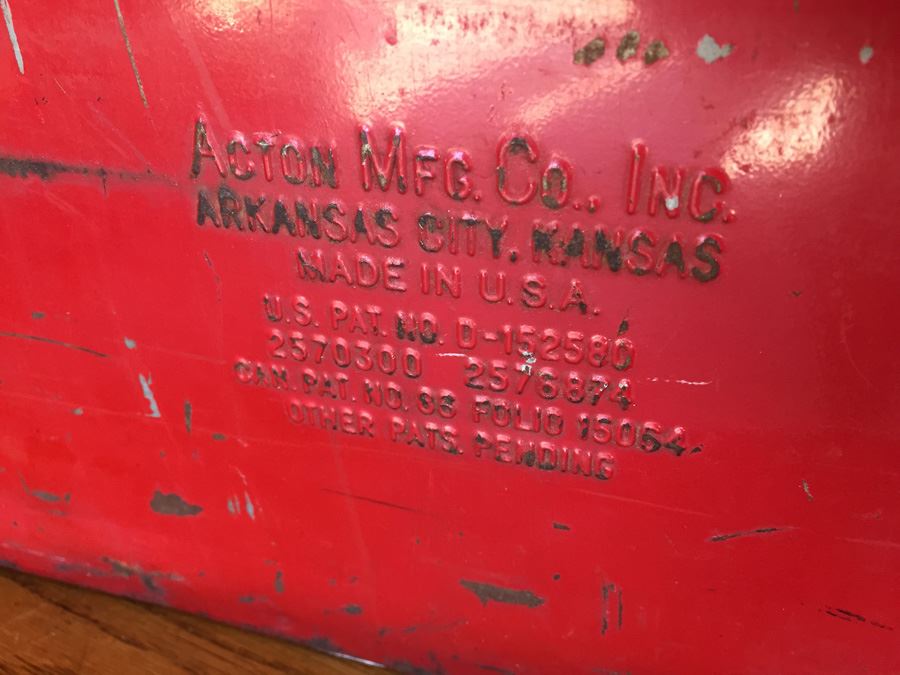 ACTON MFG. CO., INC.
ARKANSAS CITY, KANSAS
MADE IN U.S.A.
U.S. PAT. NO. D-152580
2570300 2576874
CAN. PAT. NO. 96 FOLIO 15064
OTHER PATS. PENDING